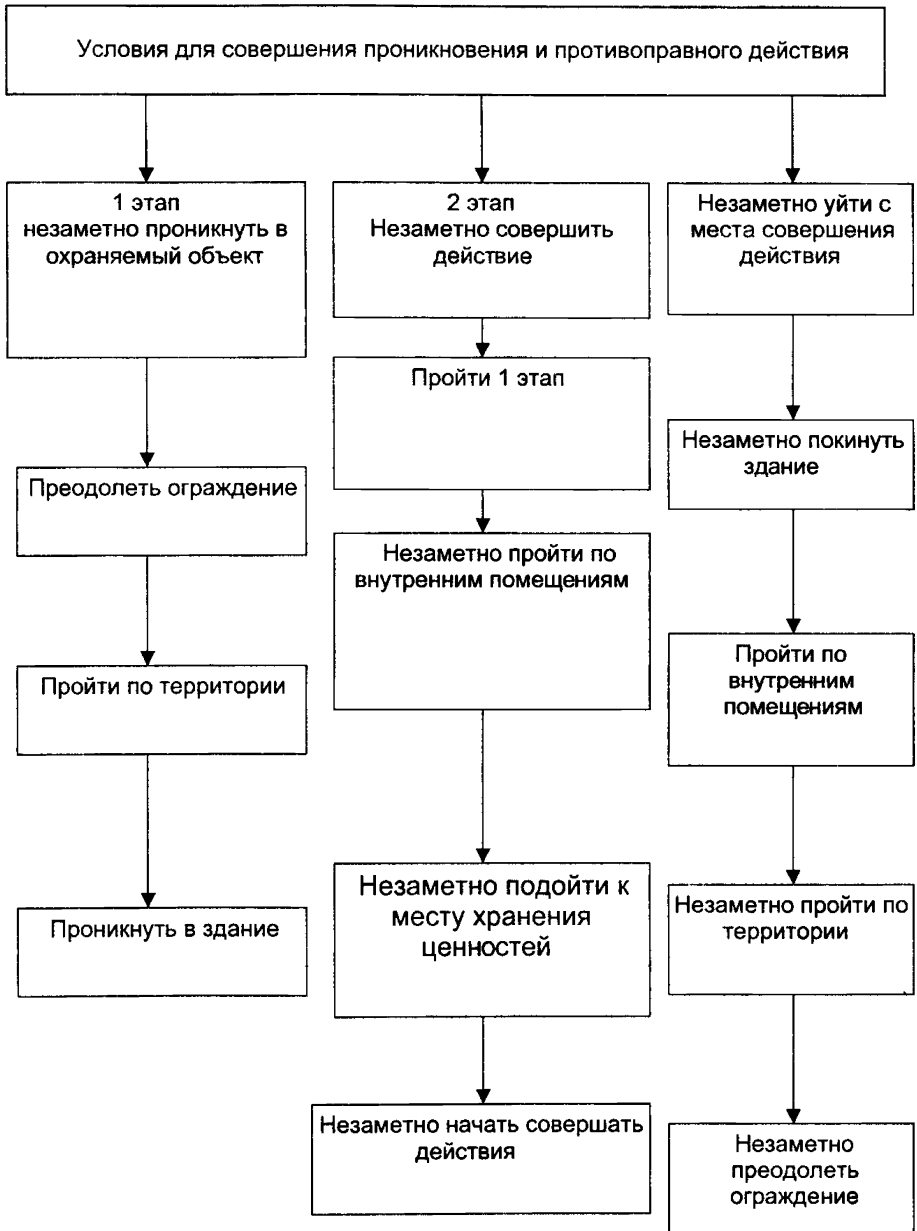 Условия для совершения проникновения и противоправного действия
1 этап
незаметно проникнуть в
охраняемый объект
Преодолеть ограждение
Пройти по территории
Проникнуть в здание
2 этап
Незаметно совершить
действие
Пройти 1 этап
Незаметно пройти по
внутренним помещениям
Незаметно подойти к
месту хранения
ценностей
Незаметно начать совершать
действия
Незаметно уйти с
места совершения
действия
Незаметно покинуть
здание
Пройти по
внутренним
помещениям
Незаметно пройти по
территории
Незаметно
преодолеть
ограждение